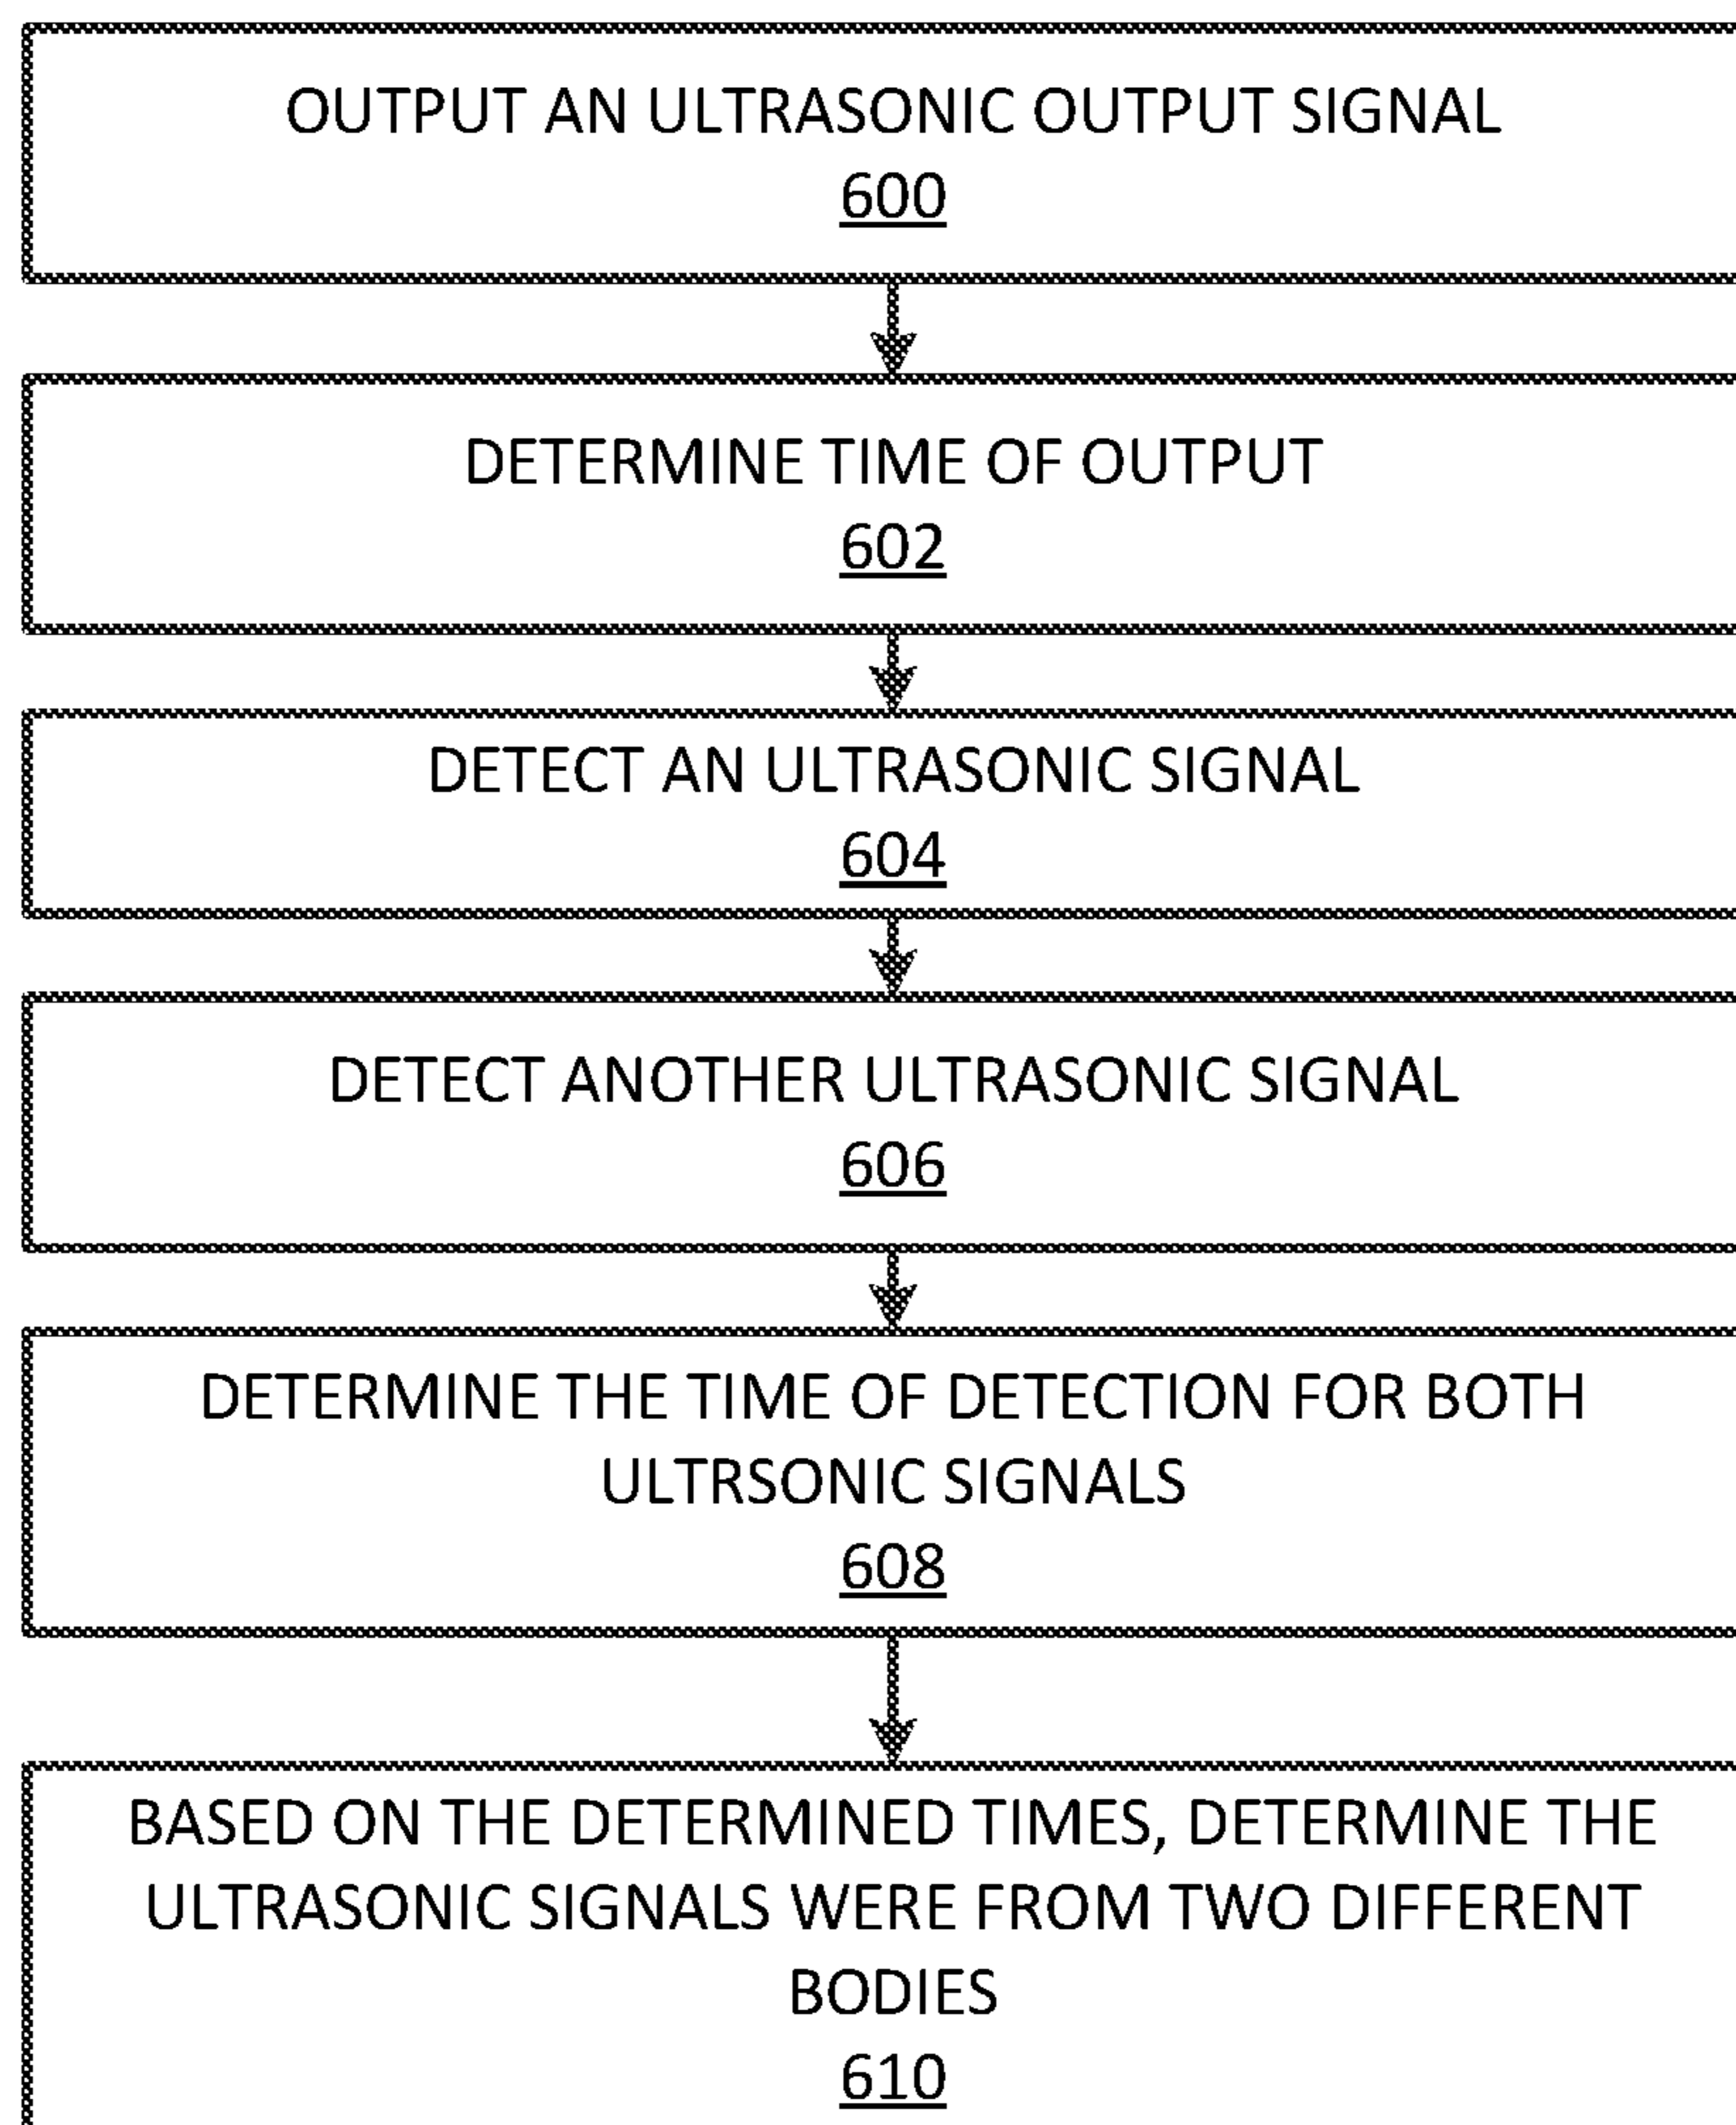 OUTPUT AN ULTRASONIC OUTPUT SIGNAL
600
DETERMINE TIME OF OUTPUT
602
DETECT AN ULTRASONIC SIGNAL
604
DETECT ANOTHER ULTRASONIC SIGNAL
606
DETERMINE THE TIME OF DETECTION FOR BOTH
ULTRSONIC SIGNALS
608
BASED ON THE DETERMINED TIMES, DETERMINE THE
ULTRASONIC SIGNALS WERE FROM TWO DIFFERENT
BODIES
610